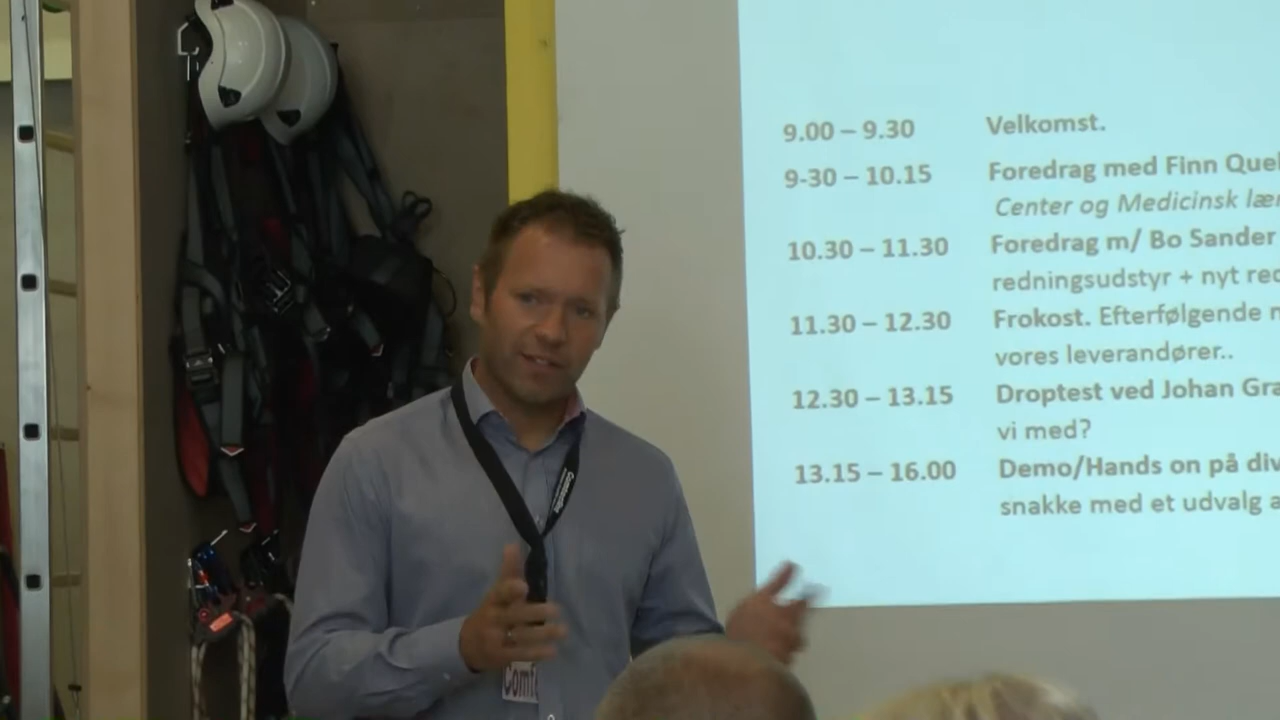 9.00 – 9.30 Velkomst.
9-30 – 10.15 Foredrag med Finn
Center og Medicinsk
10.30 – 11.30 Foredrag m/ Bo Sander
redningsudstyr + nyt
11.30 – 12.30 Frokost. Efterfølgende
vores leverandører..
12.30 – 13.15 Droptest ved Johan
vi med?
13.15 – 16.00 Demo/Hands on på
snakke med et udvalg